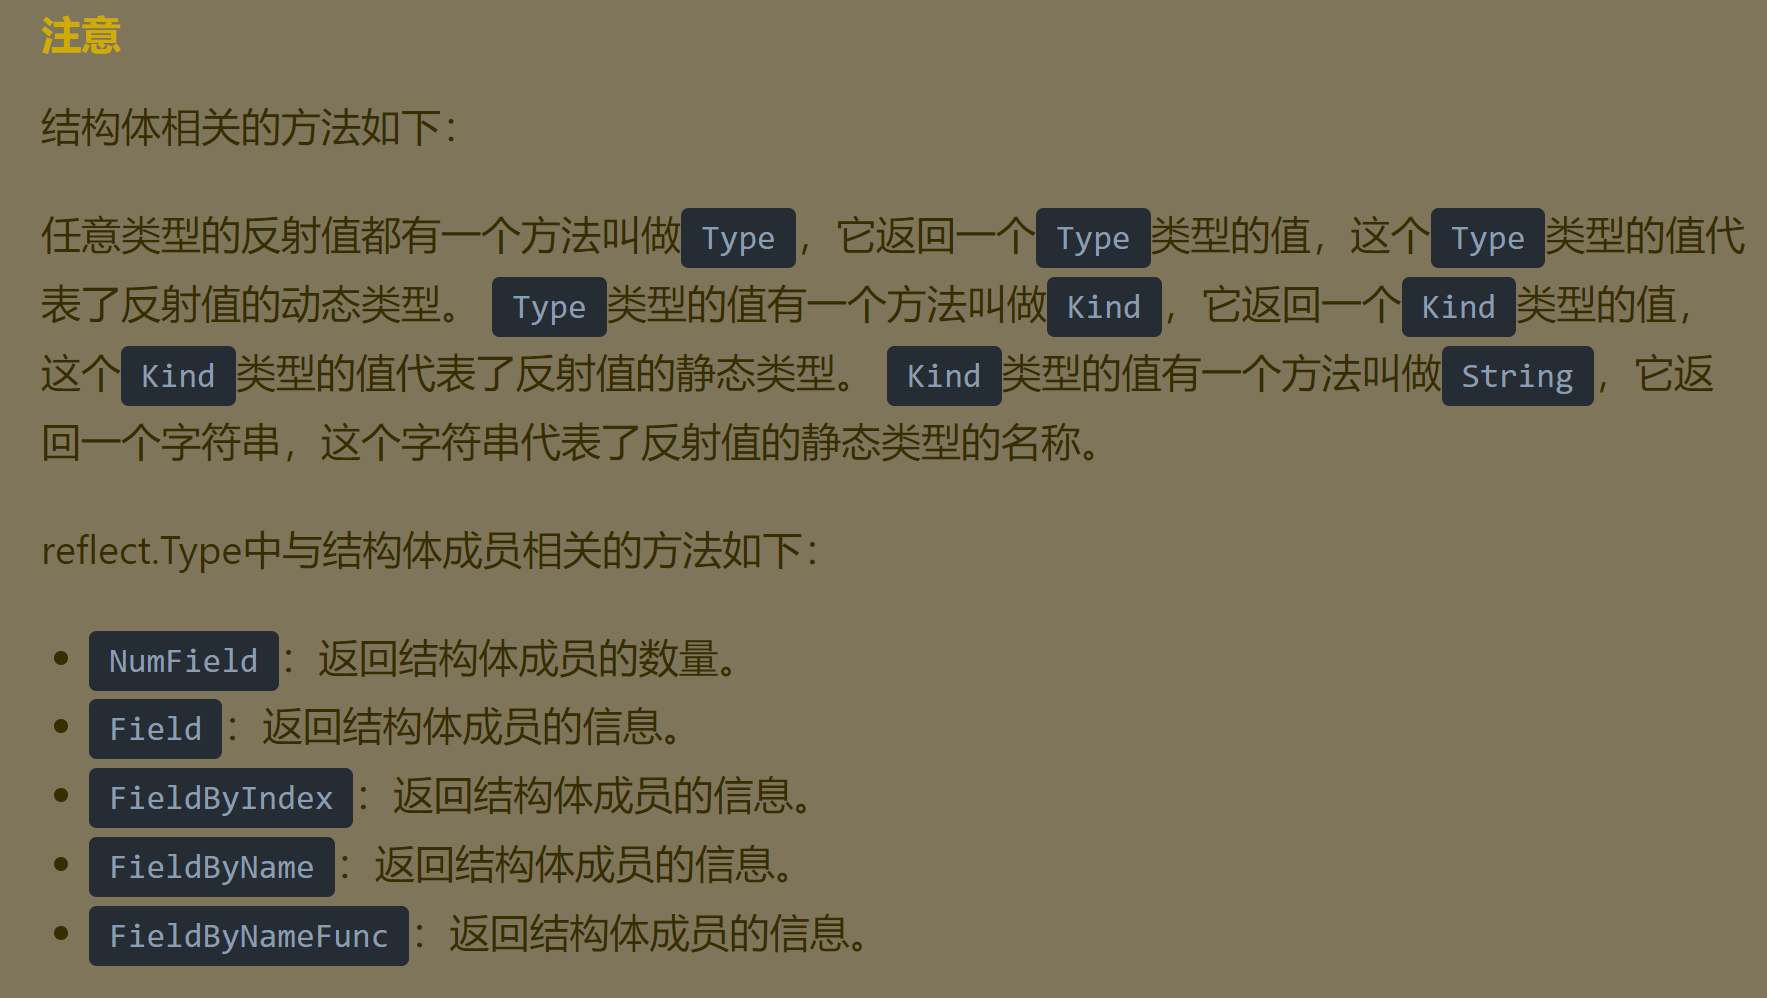 注意
结构体相关的方法如下：
任意类型的反射值都有一个方法叫做Type，它返回一个Type类型的值，这个Type类型的值代
表了反射值的动态类型。 Type类型的值有一个方法叫做Kind，它返回一个Kind类型的值，
这个Kind类型的值代表了反射值的静态类型。 Kind类型的值有一个方法叫做String，它返
回一个字符串，这个字符串代表了反射值的静态类型的名称。
reflect.Type中与结构体成员相关的方法如下：
• NumField：返回结构体成员的数量。
• Field：返回结构体成员的信息。
• FieldByIndex：返回结构体成员的信息。
• FieldByName：返回结构体成员的信息。
• FieldByNameFunc：返回结构体成员的信息。